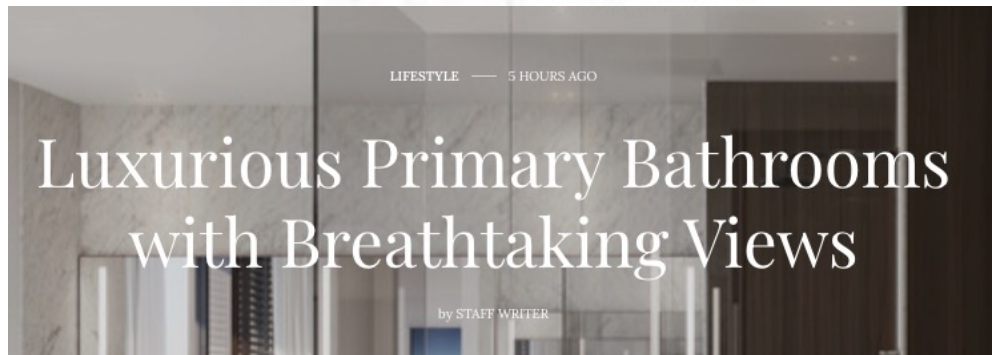 LIFESTYLE — 5 HOURS AGO
Luxurious Primary Bathrooms
with Breathtaking Views
by STAFF WRITER